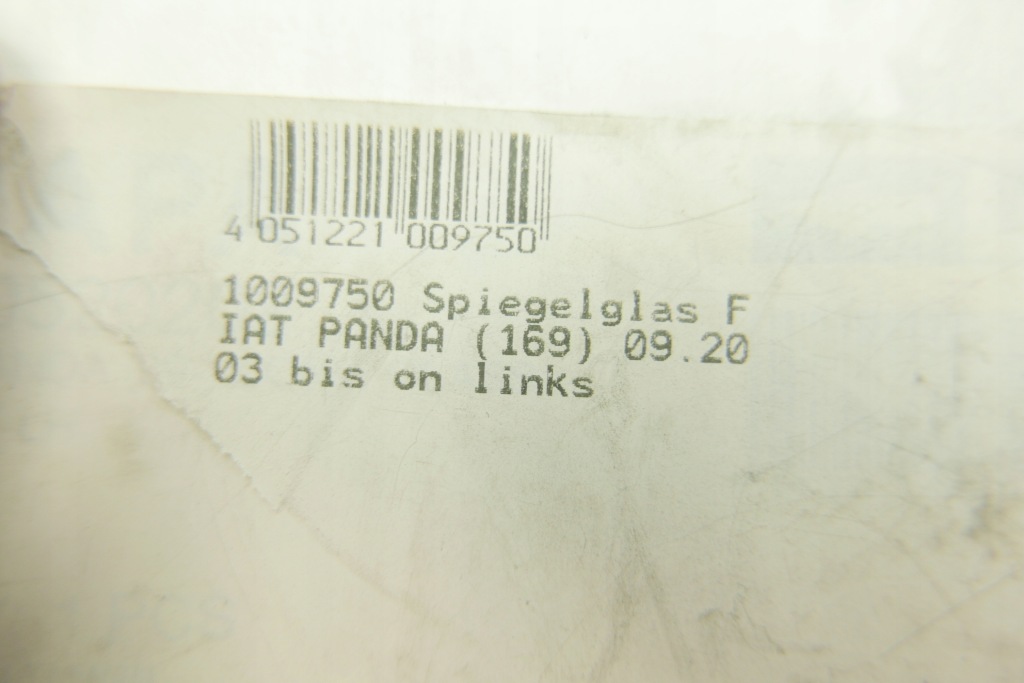 4 051221 009750
1009750 Spiegelglas F
IAT PANDA (169) 09.20
03 bis on links